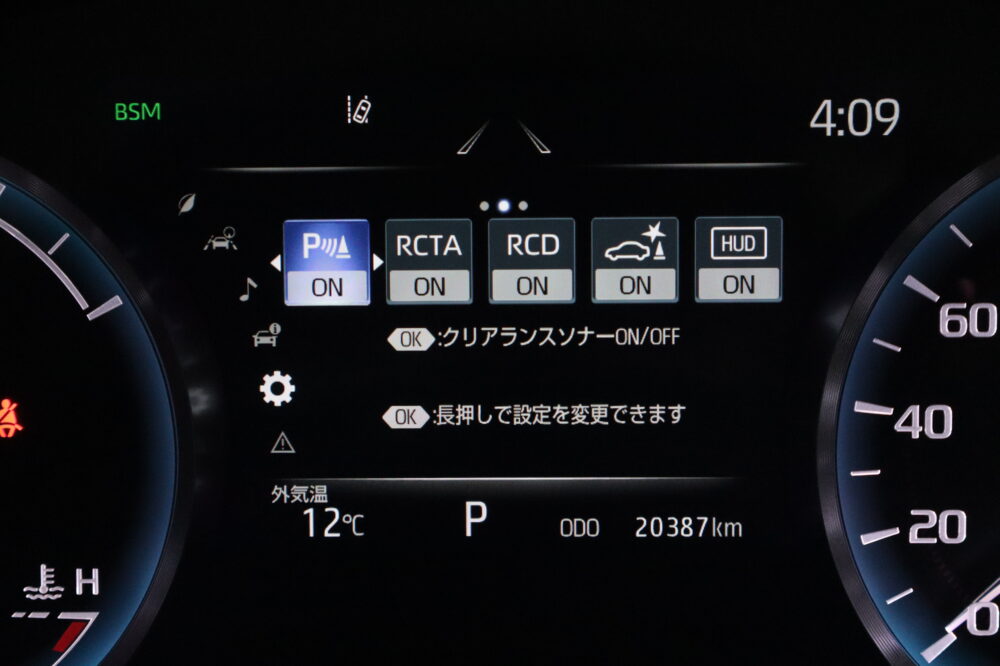 BSM
4:09
P RCTA RCD HUD
ON ON ON ON ON
OK:クリアランスソナーON/OFF
OK:長押しで設定を変更できます
外気温
12℃ P ODO 20387km
H
60
40
20
0